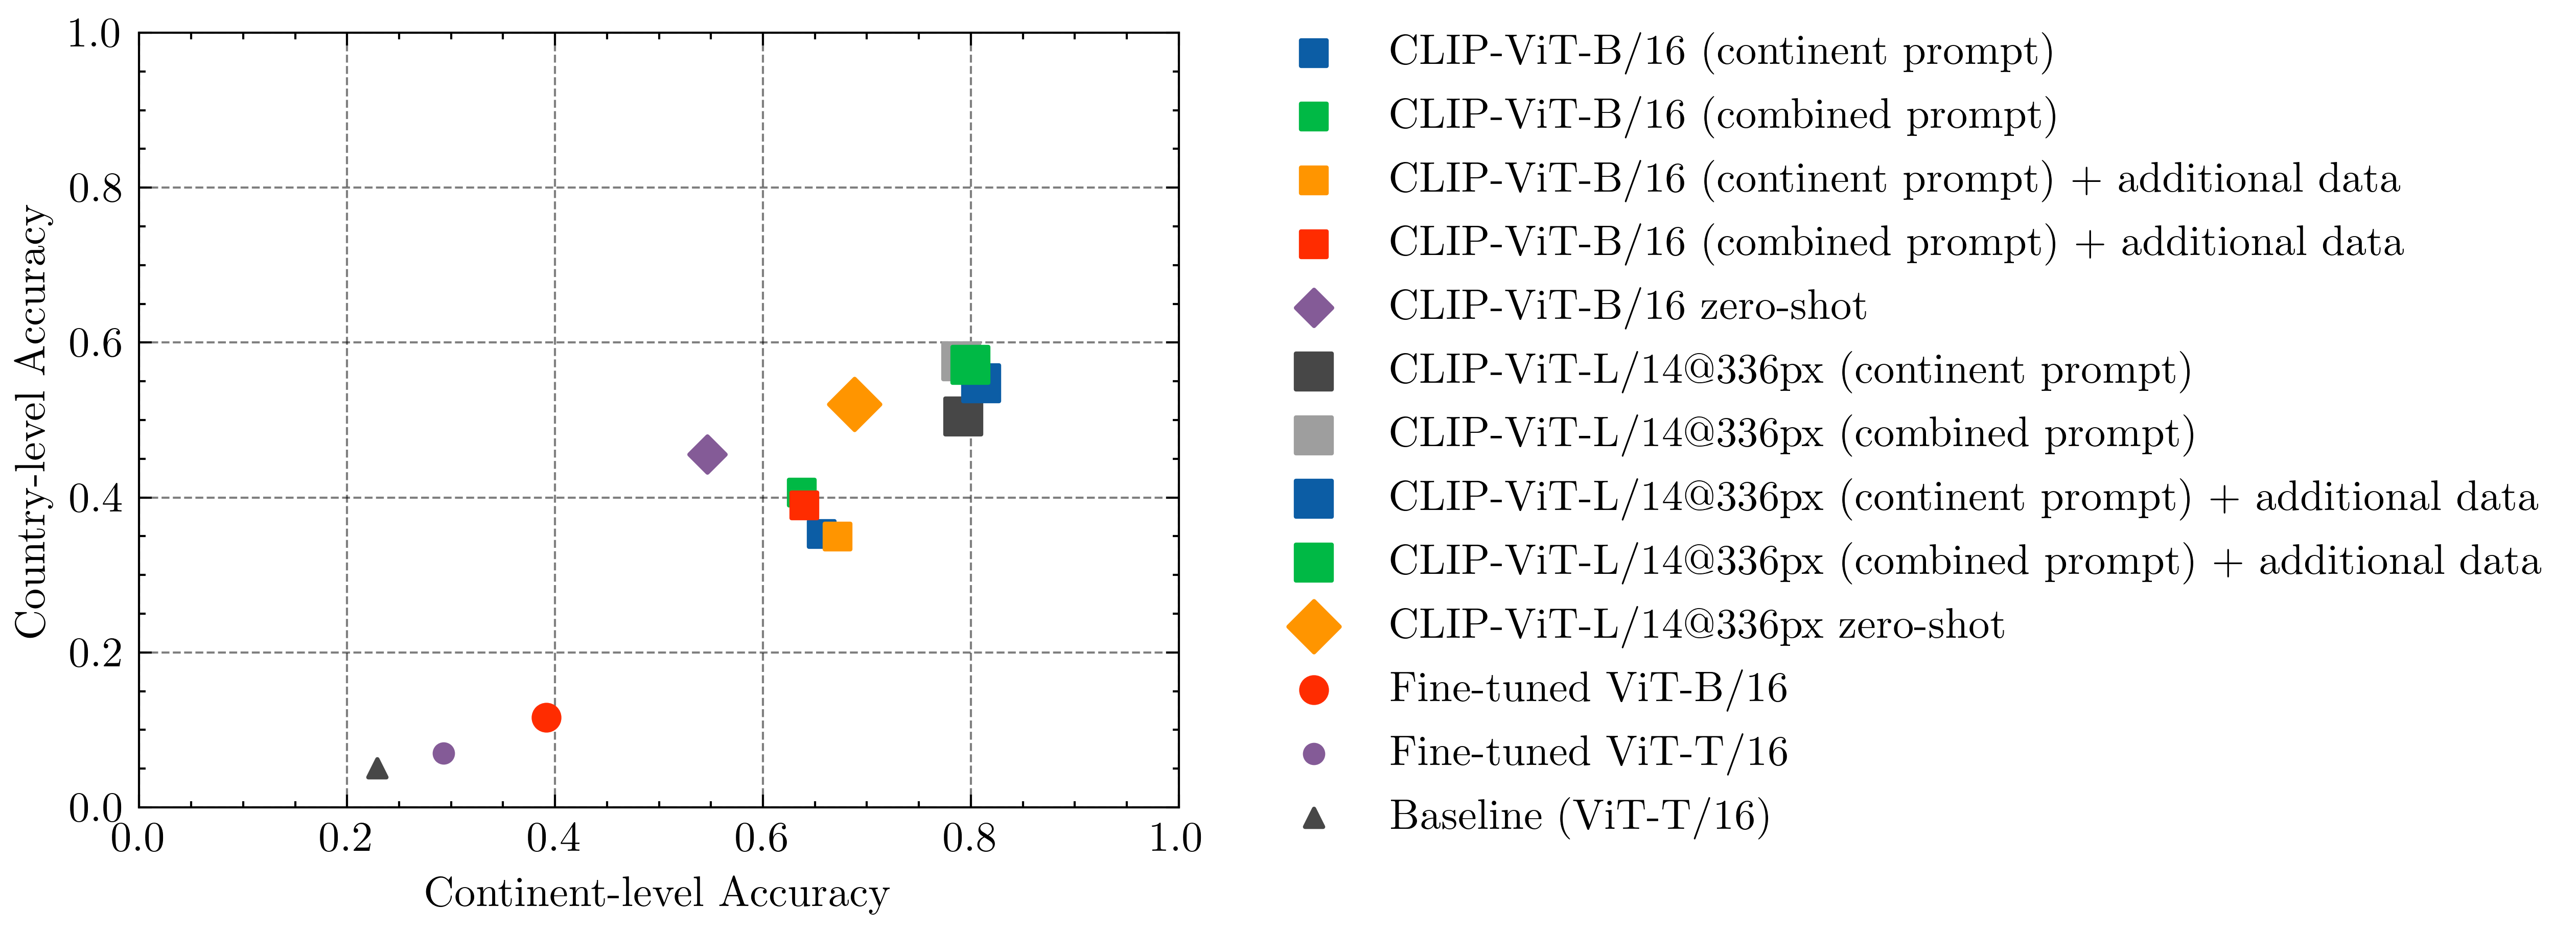 1.0
0.8
0.6
0.4
0.2
0.0
0.0 0.2 0.4 0.6 0.8 1.0
Country-level Accuracy
Continent-level Accuracy
CLIP-ViT-B/16 (continent prompt)
CLIP-ViT-B/16 (combined prompt)
CLIP-ViT-B/16 (continent prompt) + additional data
CLIP-ViT-B/16 (combined prompt) + additional data
CLIP-ViT-B/16 zero-shot
CLIP-ViT-L/14@336px (continent prompt)
CLIP-ViT-L/14@336px (combined prompt)
CLIP-ViT-L/14@336px (continent prompt) + additional data
CLIP-ViT-L/14@336px (combined prompt) + additional data
CLIP-ViT-L/14@336px zero-shot
Fine-tuned ViT-B/16
Fine-tuned ViT-T/16
Baseline (ViT-T/16)